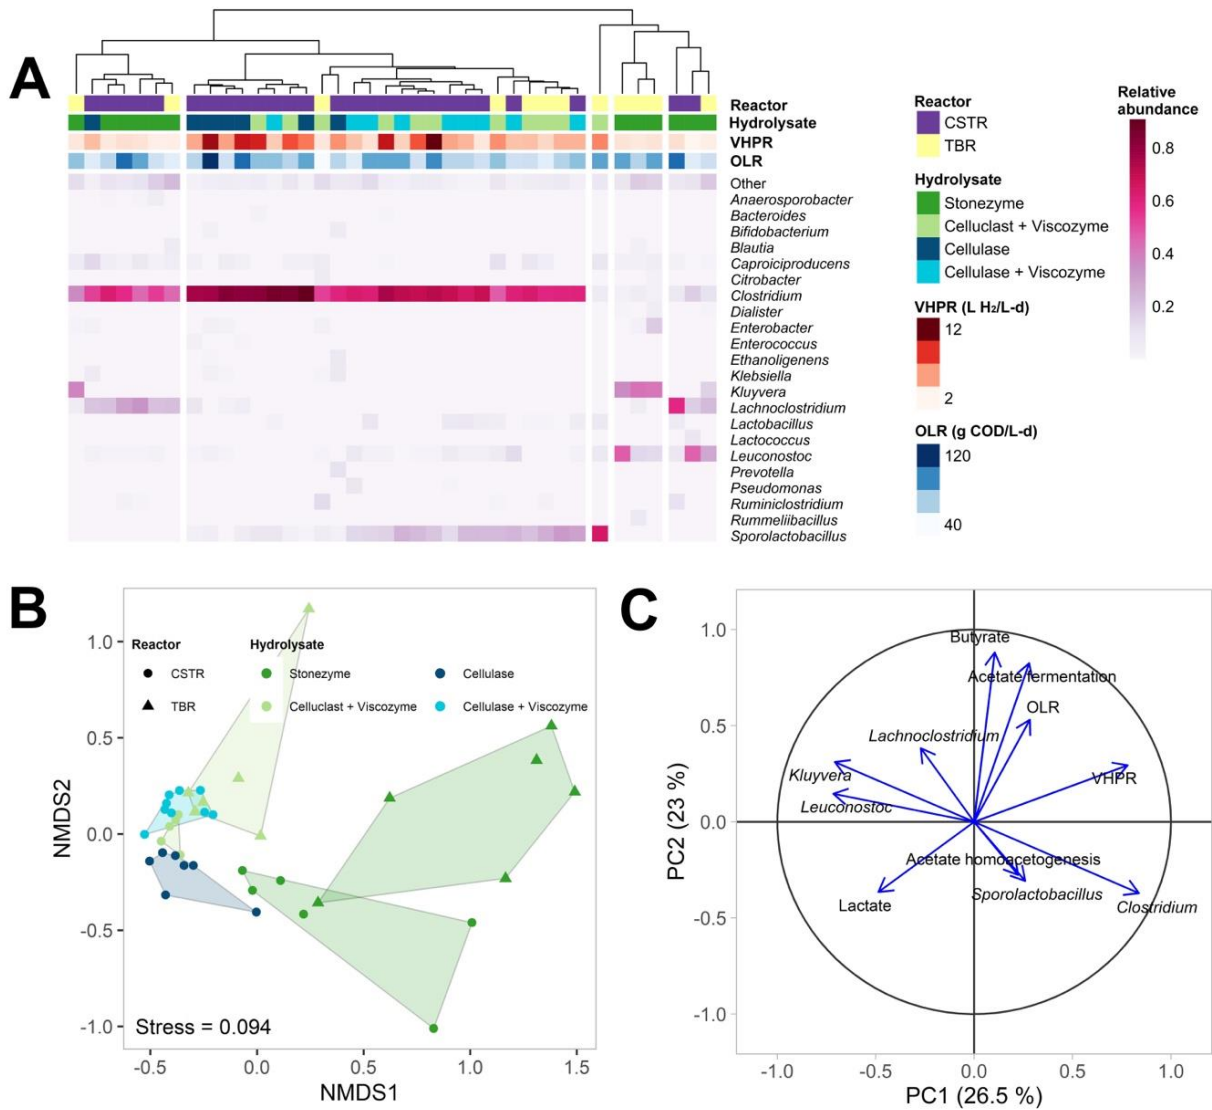 A
Reactor
Hydrolysate
VHPR
OLR
Other
Anaerosporobacter
Bacteroides
Bifidobacterium
Blautia
Caproiciproducens
Citrobacter
Clostridium
Dialister
Enterobacter
Enterococcus
Ethanoligenens
Klebsiella
Kluyvera
Lachnoclostridium
Lactobacillus
Lactococcus
Leuconostoc
Prevotella
Pseudomonas
Ruminiclostridium
Rummeliibacillus
Sporolactobacillus
Reactor
CSTR
TBR
Hydrolysate
Stonezyme
Celluclast + Viscozyme
Cellulase
Cellulase + Viscozyme
VHPR (L H₂/L-d)
12
2
OLR (g COD/L-d)
120
40
Relative
abundance
0.8
0.6
0.4
0.2
B
Reactor
CSTR
TBR
Hydrolysate
Stonezyme
Cellulase
Celluclast + Viscozyme
Cellulase + Viscozyme
1.0
0.5
0.0
-0.5
-1.0
NMDS2
Stress = 0.094
-0.5 0.0 0.5 1.0 1.5
NMDS1
C
1.0
0.5
0.0
-0.5
-1.0
PC2 (23 %)
Butyrate
Acetate fermentation
OLR
Lachnoclostridium
Kluyvera
VHPR
Leuconostoc
Acetate homoacetogenesis
Sporolactobacillus
Lactate
Clostridium
-1.0 -0.5 0.0 0.5 1.0
PC1 (26.5 %)